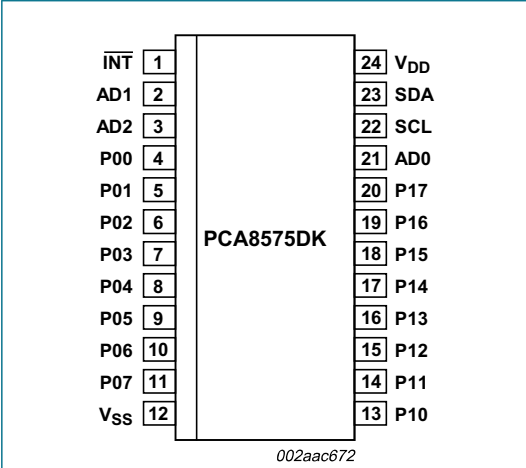 INT 1 24 VDD
AD1 2 23 SDA
AD2 3 22 SCL
P00 4 21 AD0
P01 5 20 P17
P02 6 19 P16
PCA8575DK
P03 7 18 P15
P04 8 17 P14
P05 9 16 P13
P06 10 15 P12
P07 11 14 P11
VSS 12 13 P10
002aac672